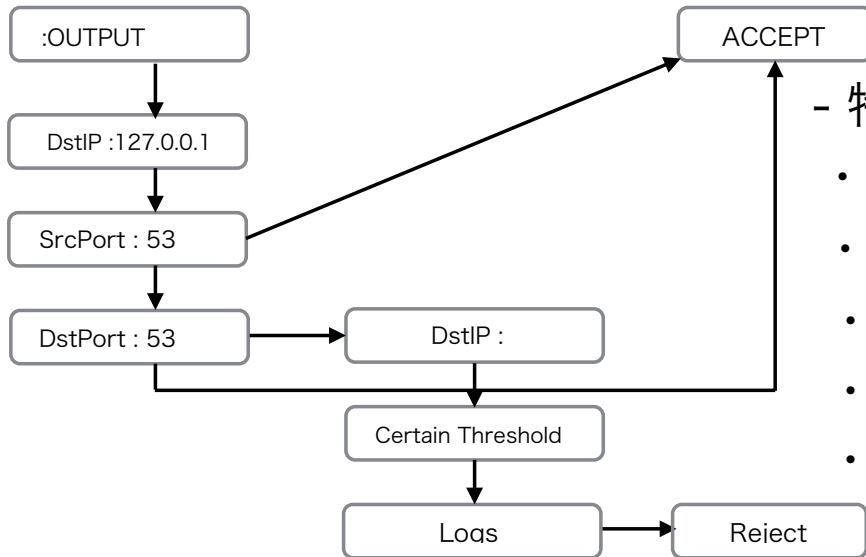 :OUTPUT
ACCEPT
DstIP :127.0.0.1
SrcPort : 53
DstPort : 53
DstIP :
Certain Threshold
Logs
Reject
-
・
・
・
・
・